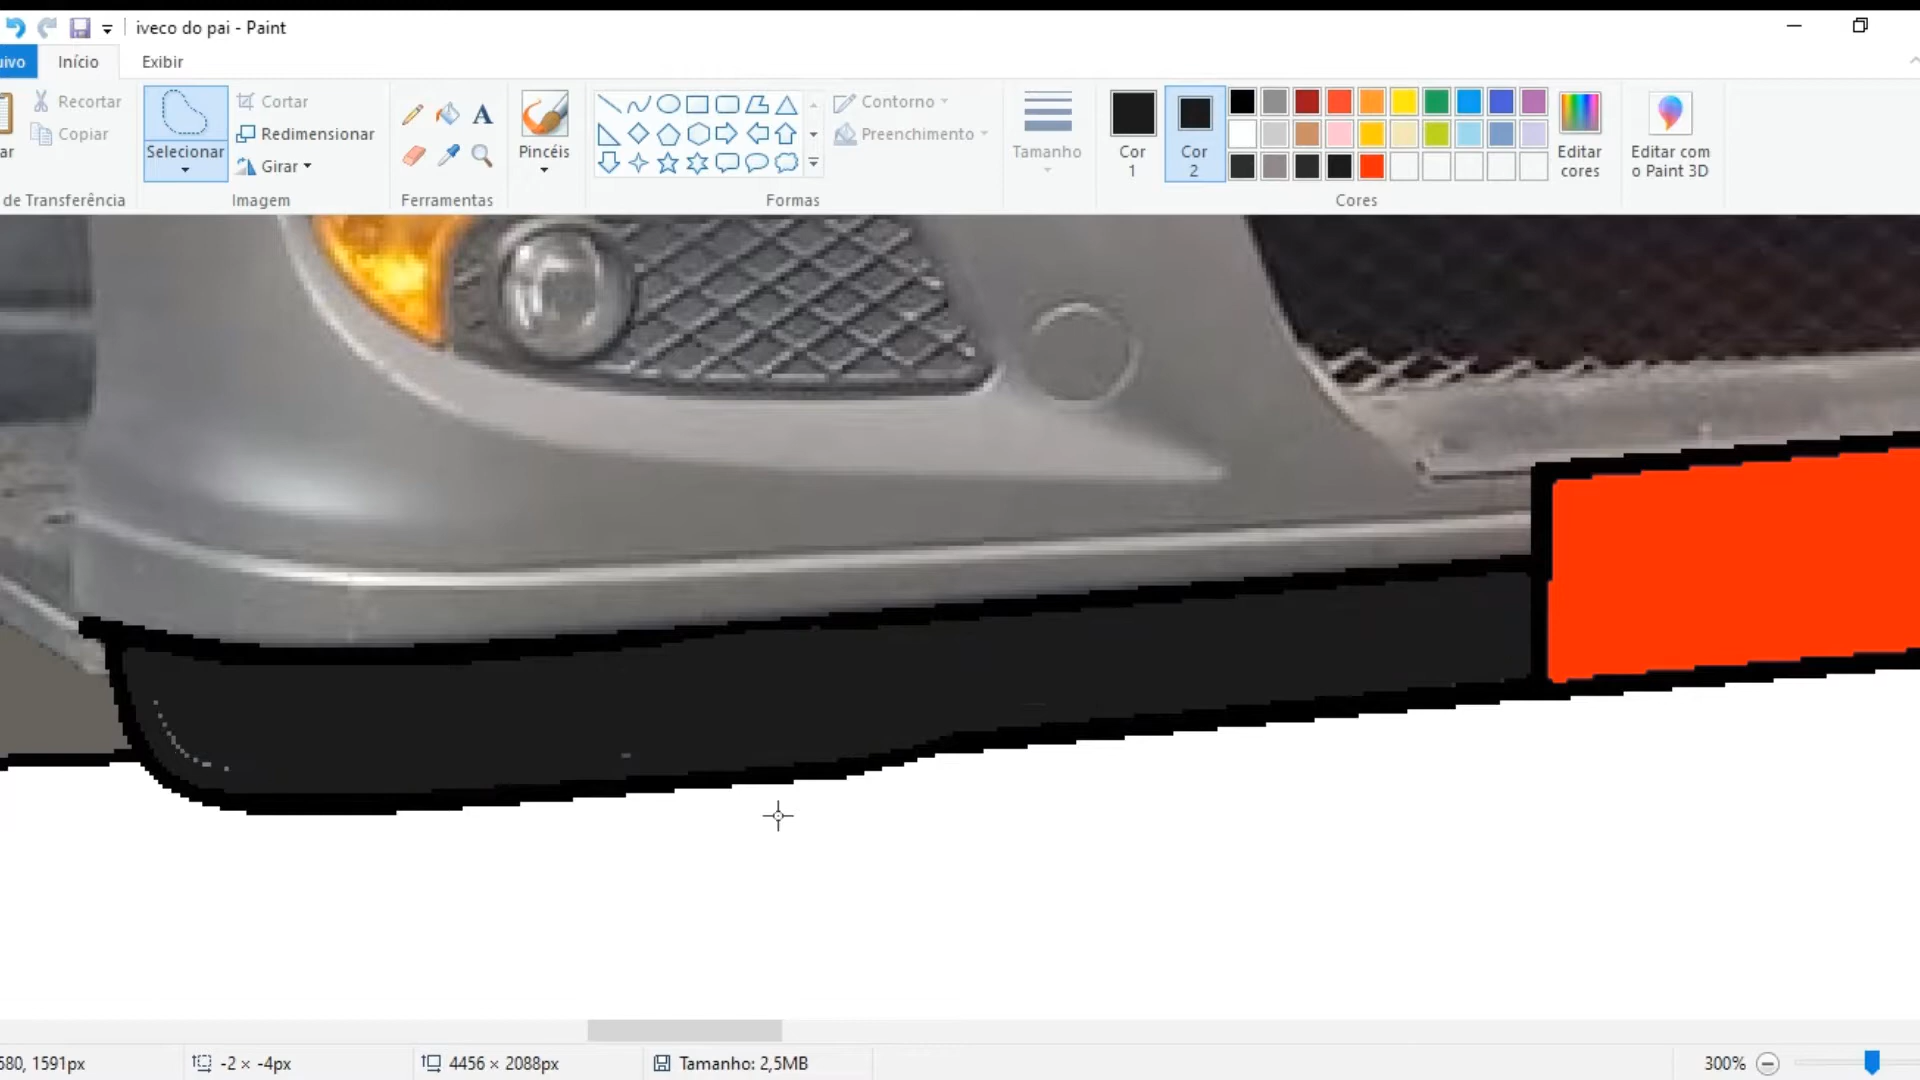 iveco do pai - Paint
uivo
Início
Exibir
Recortar
Copiar
ar
de Transferência
Selecionar
Cortar
Redimensionar
Girar
Imagem
A
Ferramentas
Pincéis
Contorno
Preenchimento
Formas
Tamanho
Cor
1
Cor
2
Cores
Editar
cores
Editar com
o Paint 3D
580, 1591px
-2 × -4px
4456 × 2088px
Tamanho: 2,5MB
300%